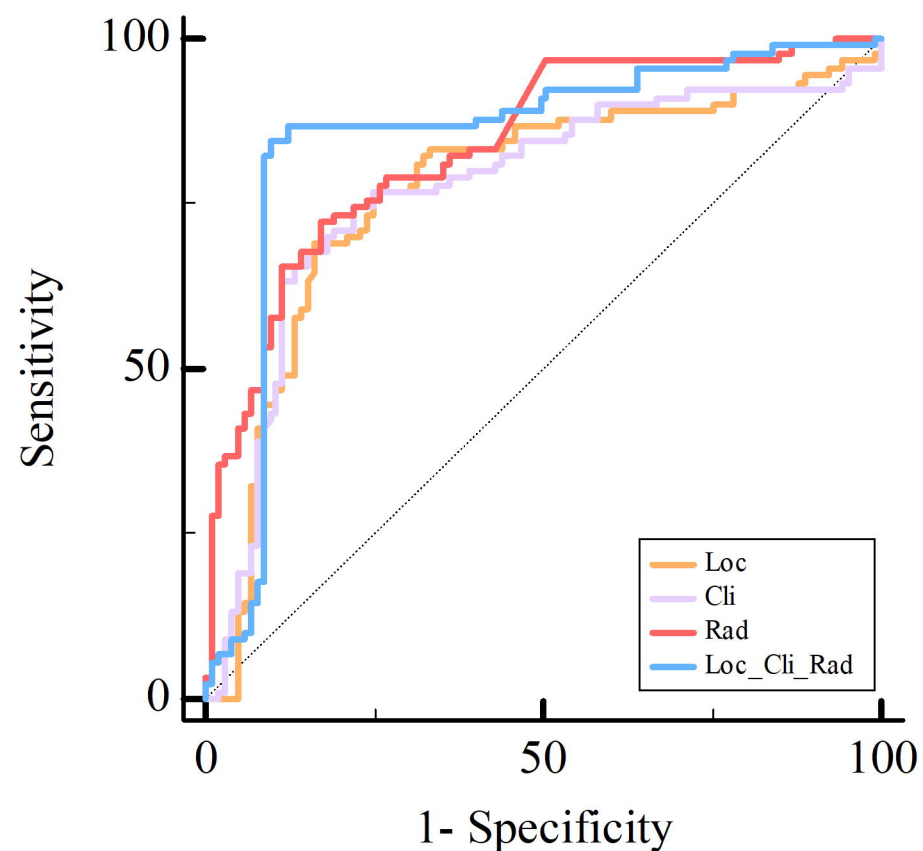 100
50
0
Sensitivity
Loc
Cli
Rad
Loc_Cli_Rad
0
50
100
1- Specificity